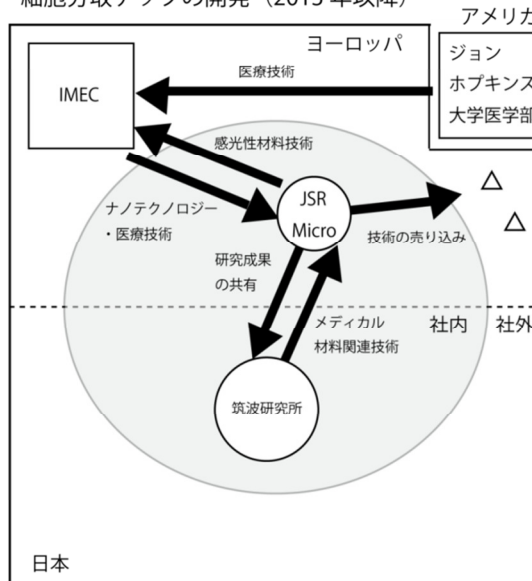 細胞分取チップの開発（2013 年以降）
アメリカ
ヨーロッパ
ジョン
ホプキンス
大学医学部
医療技術
IMEC
感光性材料技術
JSR
Micro
ナノテクノロジー
・医療技術
技術の売り込み
研究成果
の共有
メディカル
材料関連技術
社内
社外
筑波研究所
日本